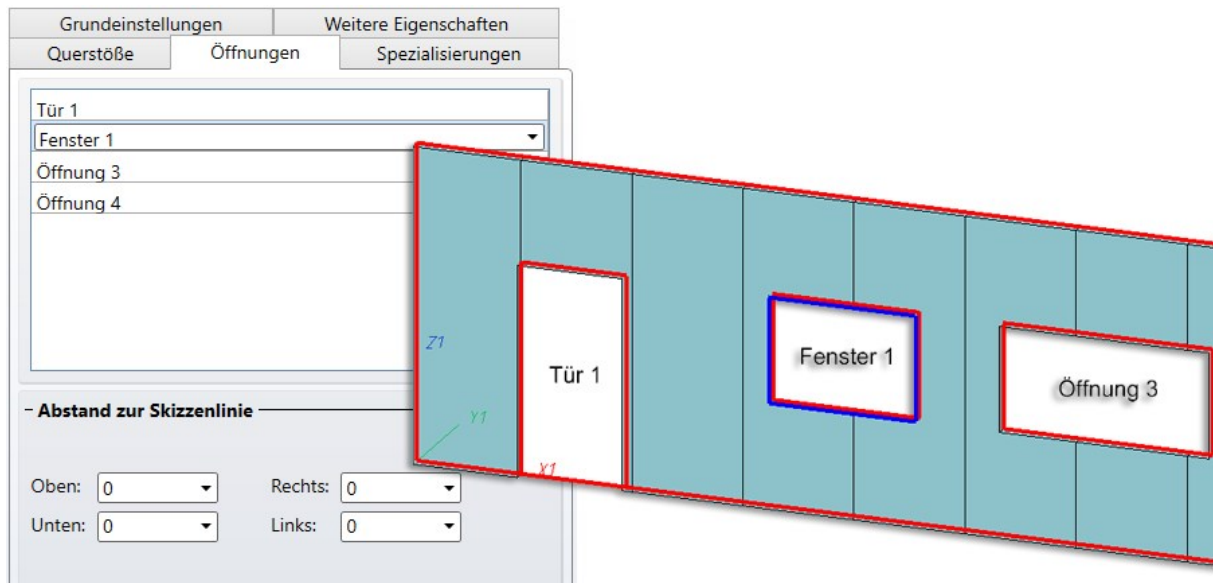 Grundeinstellungen Weitere Eigenschaften
Querstöße Öffnungen Spezialisierungen
Tür 1
Fenster 1
Öffnung 3
Öffnung 4
Z1
Y1
X1
Tür 1
Fenster 1
Öffnung 3
Abstand zur Skizzenlinie
Oben: 0 Rechts: 0
Unten: 0 Links: 0